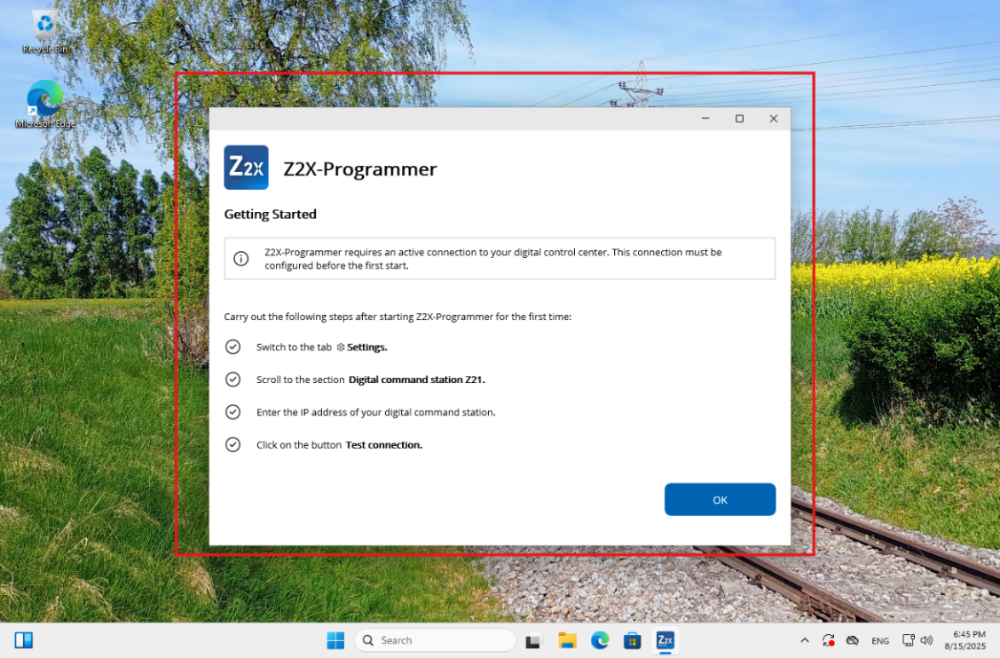 Recycle Bin
Microsoft Edge
Z2X
Z2X-Programmer
Getting Started
Z2X-Programmer requires an active connection to your digital control center. This connection must be
configured before the first start.
Carry out the following steps after starting Z2X-Programmer for the first time:
Switch to the tab Settings.
Scroll to the section Digital command station Z21.
Enter the IP address of your digital command station.
Click on the button Test connection.
OK
Search
Z2X
ENG
6:45 PM
8/15/2025